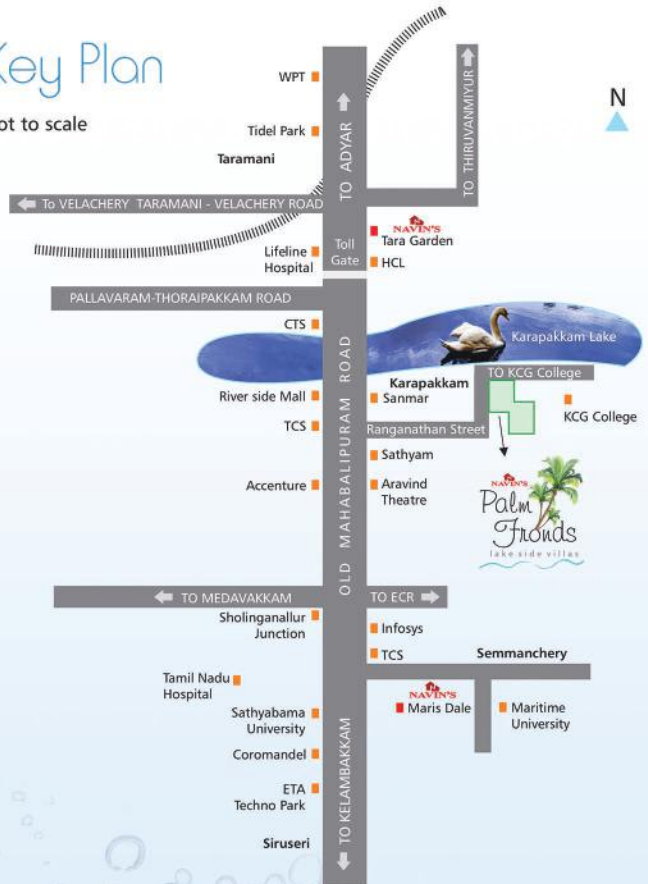 Key Plan
ot to scale
N
WPT
Tidel Park
Taramani
TO ADYAR
TO THIRUVANMIYUR
To VELACHERY TARAMANI - VELACHERY ROAD
NAVIN'S
Tara Garden
Toll
Gate
Lifeline
Hospital
HCL
PALLAVARAM-THORAIPAKKAM ROAD
CTS
Karapakkam Lake
OLD MAHABALIPURAM ROAD
TO KCG College
Karapakkam
River side Mall
Sanmar
KCG College
TCS
Ranganathan Street
Sathyam
Accenture
Aravind
Theatre
NAVIN'S
Palm
Fronds
lake side villas
TO MEDAVAKKAM
TO ECR
Sholinganallur
Junction
Infosys
TCS
Semmanchery
Tamil Nadu
Hospital
NAVIN'S
Maris Dale
Maritime
University
Sathyabama
University
Coromandel
ETA
Techno Park
TO KELAMBAKKAM
Siruseri